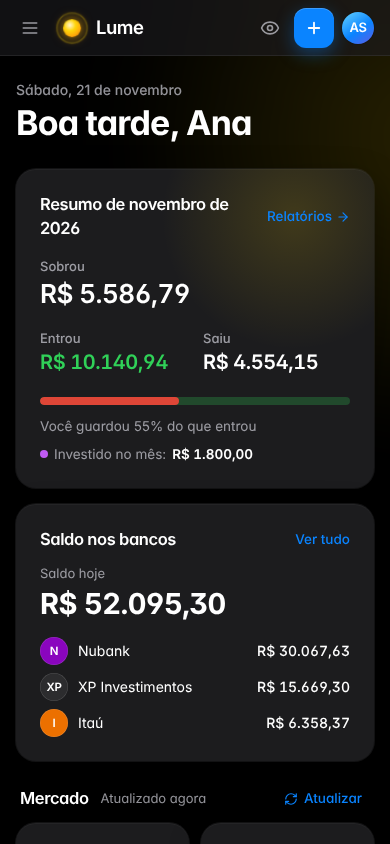 Lume
AS
Sábado, 21 de novembro
Boa tarde, Ana
Resumo de novembro de
2026
Relatórios →
Sobrou
R$ 5.586,79
Entrou
Saiu
R$ 10.140,94
R$ 4.554,15
Você guardou 55% do que entrou
Investido no mês: R$ 1.800,00
Saldo nos bancos
Ver tudo
Saldo hoje
R$ 52.095,30
N Nubank R$ 30.067,63
XP XP Investimentos R$ 15.669,30
I Itaú R$ 6.358,37
Mercado Atualizado agora Atualizar